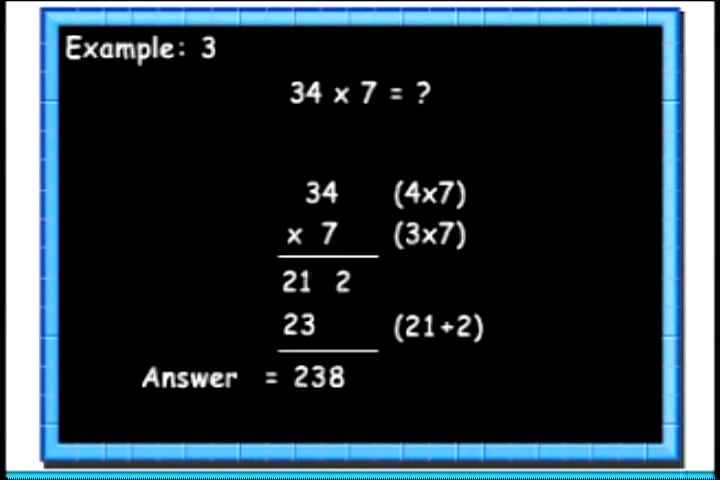 Example: 3
34 x 7 = ?
34 (4x7)
x 7 (3x7)
21 2
23 (21+2)
Answer = 238